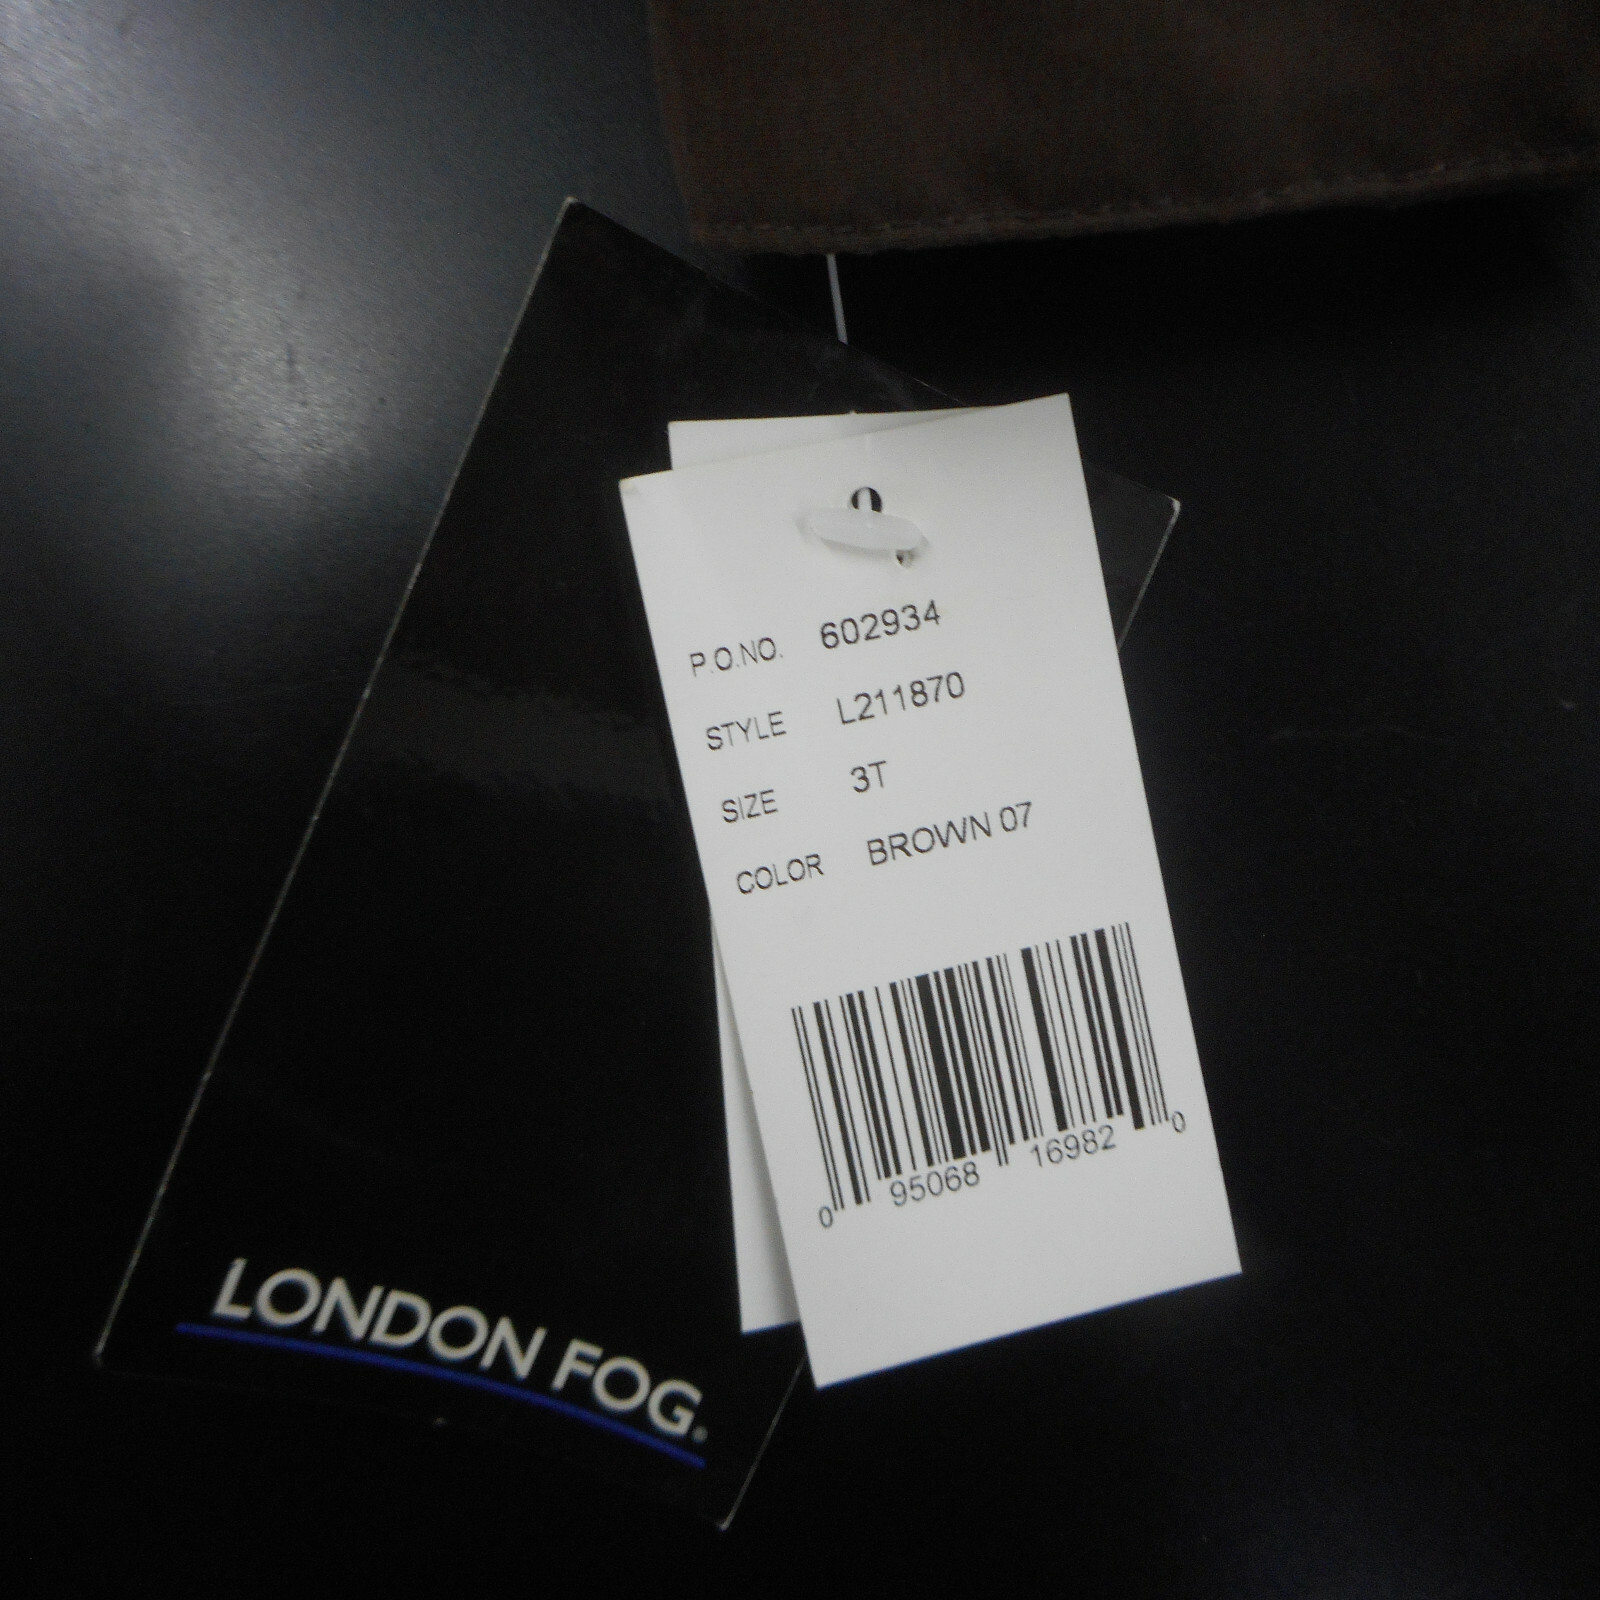 P.O.NO. 602934
STYLE L211870
SIZE 3T
COLOR BROWN 07
0 95068 16982 0
LONDON FOG®